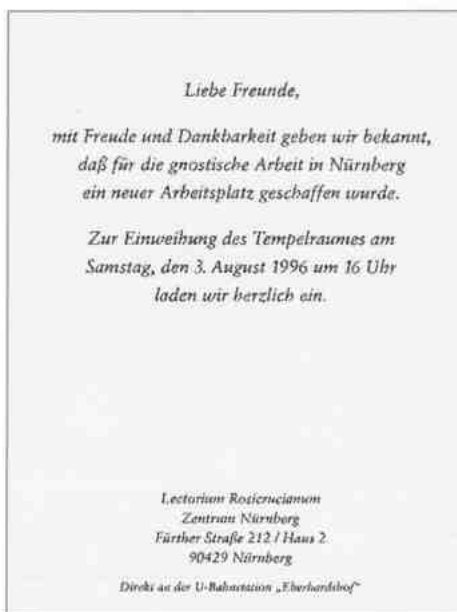 Liebe Freunde,
mit Freude und Dankbarkeit geben wir bekannt,
daß für die gnostische Arbeit in Nürnberg
ein neuer Arbeitsplatz geschaffen wurde.
Zur Einweihung des Tempelraumes am
Samstag, den 3. August 1996 um 16 Uhr
laden wir herzlich ein.
Lectorium Rosicrucianum
Zentrum Nürnberg
Fürther Straße 212 / Haus 2
90429 Nürnberg
Direkt an der U-Bahnstation „Eberhardshof“